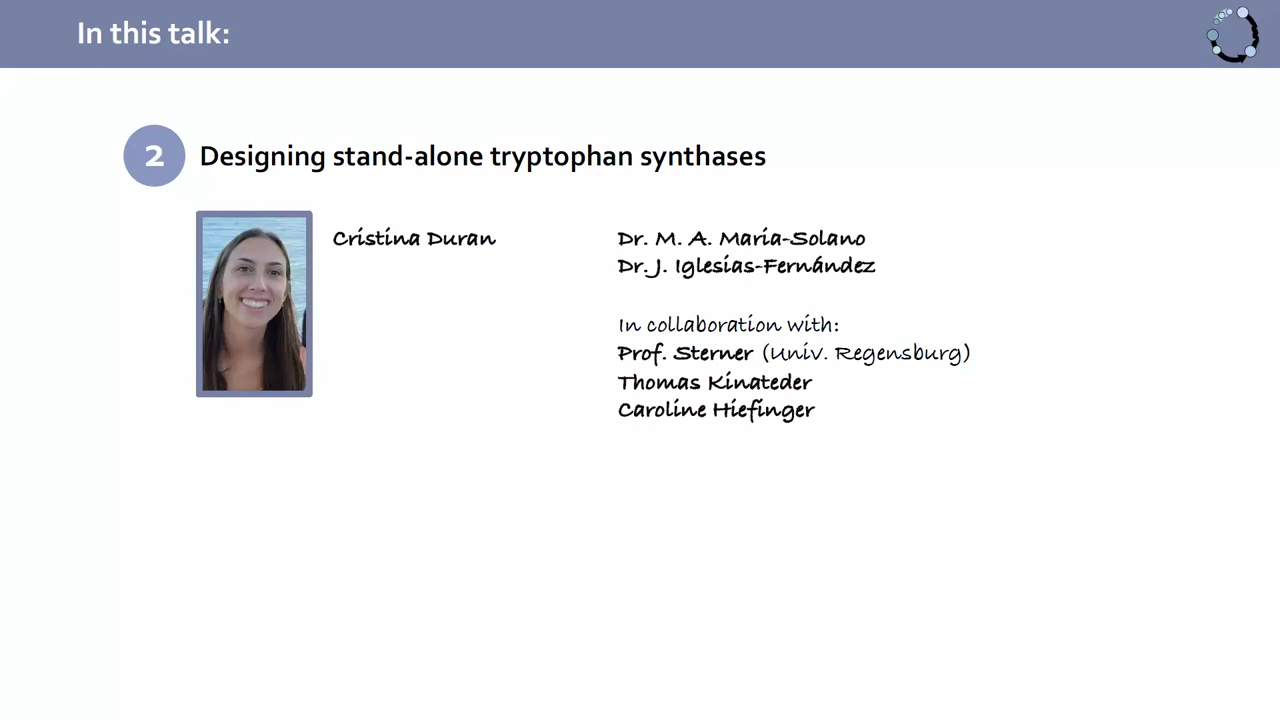 In this talk:
2 Designing stand-alone tryptophan synthases
Cristina Duran
Dr. M. A. Maria-Solano
Dr. J. Iglesias-Fernández
In collaboration with:
Prof. Sterner (Univ. Regensburg)
Thomas Kinateder
Caroline Hiefinger